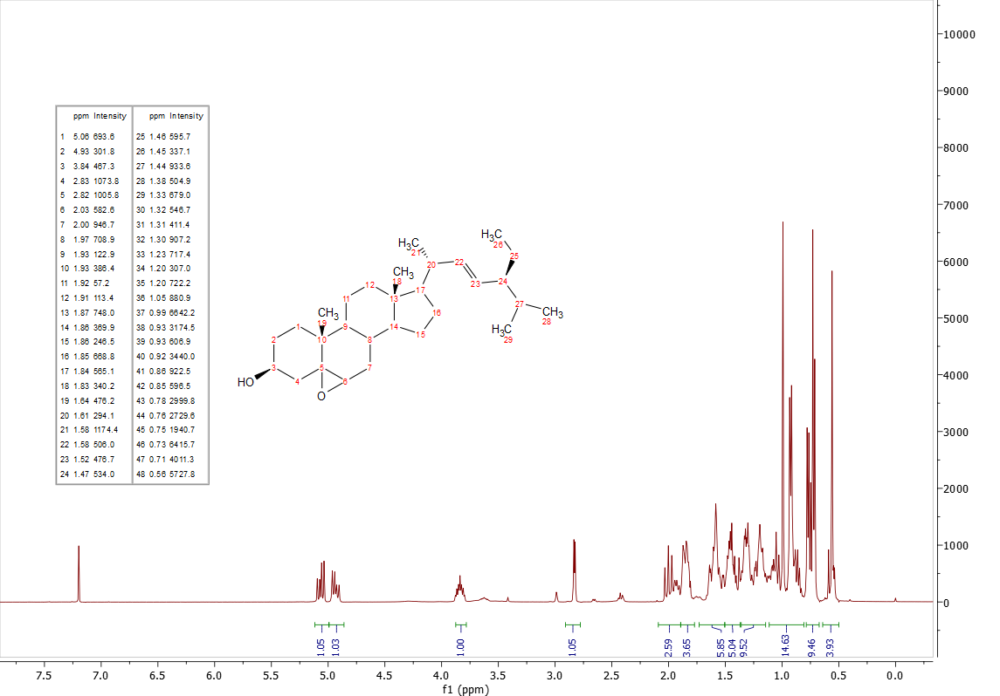 ppm Intensity ppm Intensity
1 5.06 693.6 25 1.46 595.7
2 4.93 301.8 26 1.45 337.1
3 3.84 467.3 27 1.44 933.6
4 2.83 1073.8 28 1.38 504.9
5 2.82 1005.8 29 1.33 679.0
6 2.03 582.6 30 1.32 546.7
7 2.00 946.7 31 1.31 411.4
8 1.97 708.9 32 1.30 907.2
9 1.93 122.9 33 1.23 717.4
10 1.93 386.4 34 1.20 307.0
11 1.92 57.2 35 1.20 722.2
12 1.91 113.4 36 1.05 880.9
13 1.87 748.0 37 0.99 6642.2
14 1.86 369.9 38 0.93 3174.5
15 1.86 246.5 39 0.93 606.9
16 1.85 668.8 40 0.92 3440.0
17 1.84 565.1 41 0.86 922.5
18 1.83 340.2 42 0.85 596.5
19 1.64 476.2 43 0.78 2999.8
20 1.61 294.1 44 0.76 2729.6
21 1.58 1174.4 45 0.75 1940.7
22 1.58 506.0 46 0.73 6415.7
23 1.52 476.7 47 0.71 4011.3
24 1.47 534.0 48 0.56 5727.8
H₃C
26
H₃C
21
25
20
22
CH₃
18
12
23
24
17
11
13
27
CH₃
28
CH₃
19
16
H₃C
29
1
9
14
15
2
10
8
3
5
7
HO
4
6
O
10000
9000
8000
7000
6000
5000
4000
3000
2000
1000
0
1.05
1.03
1.00
1.05
2.59
3.65
5.85
5.04
9.52
14.63
9.46
3.93
7.5 7.0 6.5 6.0 5.5 5.0 4.5 4.0 3.5 3.0 2.5 2.0 1.5 1.0 0.5 0.0
f1 (ppm)